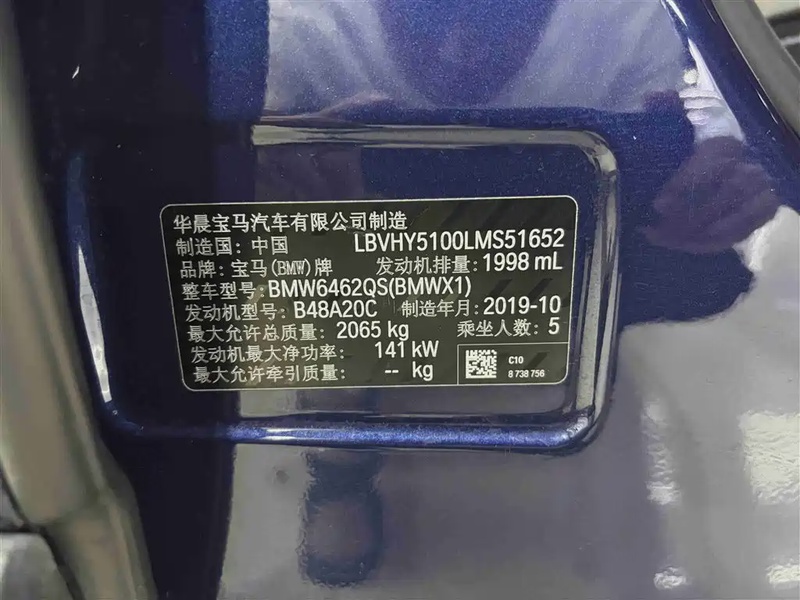 华晨宝马汽车有限公司制造
制造国: 中国 LBVHY5100LMS51652
品牌: 宝马(BMW)牌 发动机排量: 1998 mL
整车型号: BMW6462QS(BMWX1)
发动机型号: B48A20C 制造年月: 2019-10
最大允许总质量: 2065 kg 乘坐人数: 5
发动机最大净功率: 141 kW
最大允许牵引质量: -- kg
C10
8 738 756